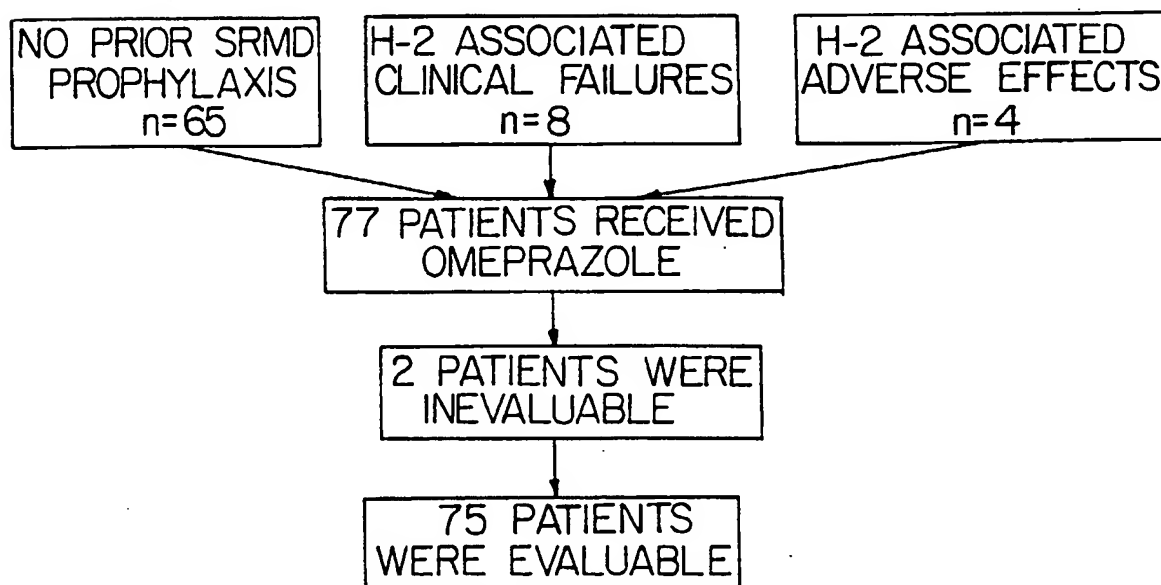 NO PRIOR SRMD
PROPHYLAXIS
n=65
H-2 ASSOCIATED
CLINICAL FAILURES
n=8
H-2 ASSOCIATED
ADVERSE EFFECTS
n=4
77 PATIENTS RECEIVED
OMEPRAZOLE
2 PATIENTS WERE
INEVALUABLE
75 PATIENTS
WERE EVALUABLE